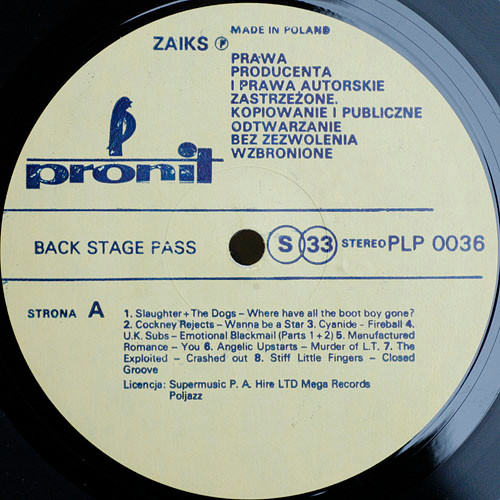 MADE IN POLAND
ZAIKS ℗
PRAWA
PRODUCENTA
I PRAWA AUTORSKIE
ZASTRZEŻONE.
KOPIOWANIE I PUBLICZNE
ODTWARZANIE
BEZ ZEZWOLENIA
WZBRONIONE
pronit
BACK STAGE PASS
S 33 STEREO PLP 0036
STRONA A
1. Slaughter + The Dogs – Where have all the boot boy gone?
2. Cockney Rejects – Wanna be a Star 3. Cyanide – Fireball 4.
U.K. Subs – Emotional Blackmail (Parts 1 + 2) 5. Manufactured
Romance – You 6. Angelic Upstarts – Murder of L.T. 7. The
Exploited – Crashed out 8. Stiff Little Fingers – Closed
Groove
Licencja: Supermusic P. A. Hire LTD Mega Records
Poljazz